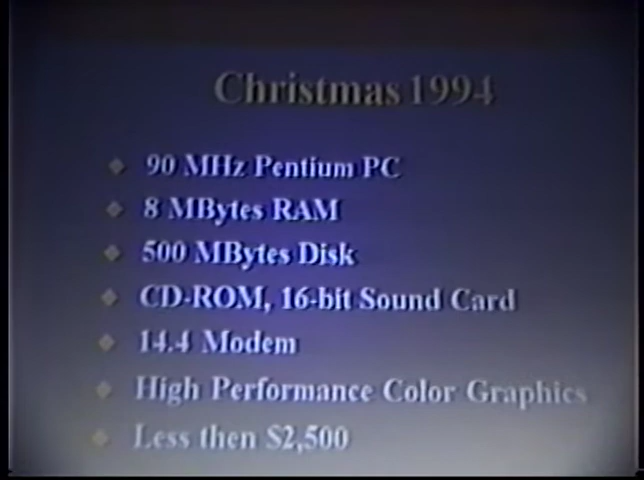 Christmas 1994
90 MHz Pentium PC
8 MBytes RAM
500 MBytes Disk
CD-ROM, 16-bit Sound Card
14.4 Modem
High Performance Color Graphics
Less then $2,500